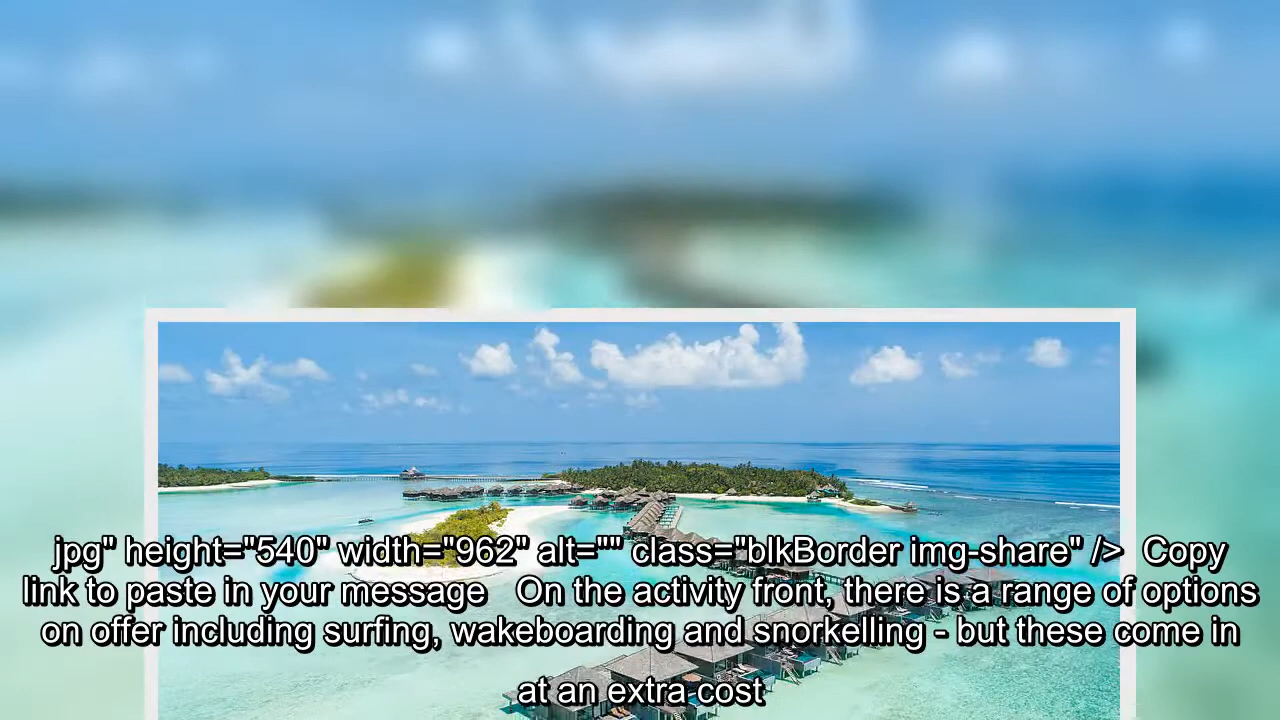 jpg" height="540" width="962" alt="" class="blkBorder img-share" /> Copy
link to paste in your message On the activity front, there is a range of options
on offer including surfing, wakeboarding and snorkelling - but these come in
at an extra cost